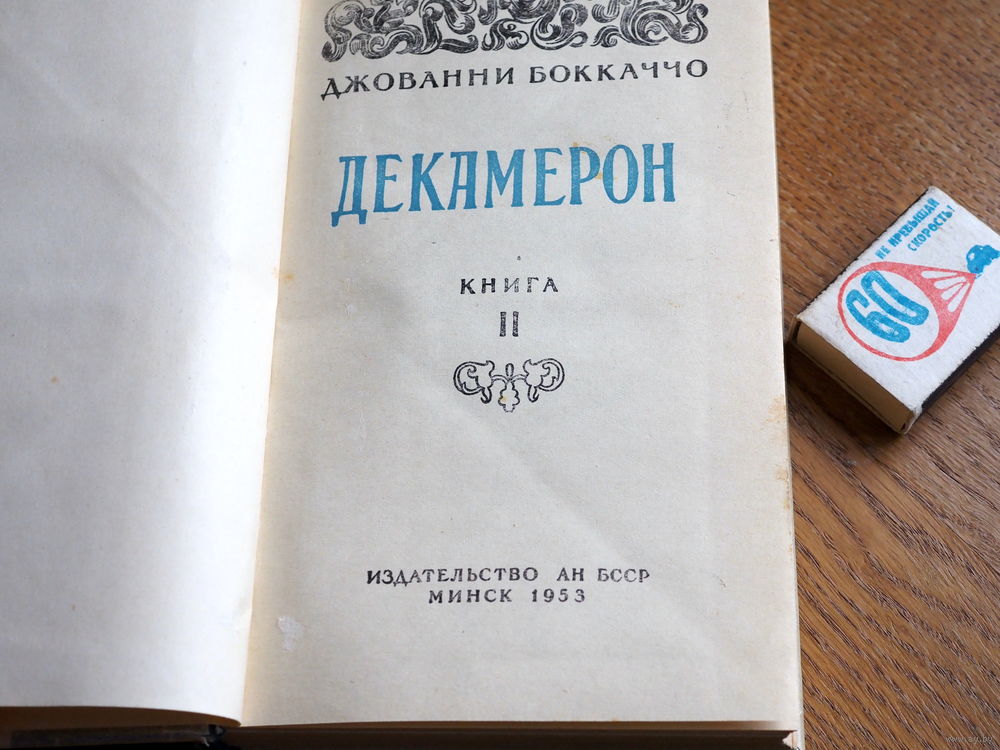 ДЖОВАННИ БОККАЧЧО
ДЕКАМЕРОН
КНИГА
II
ИЗДАТЕЛЬСТВО АН БССР
МИНСК 1953
НЕ ПРЕВЫШАЙ
СКОРОСТЬ!
60